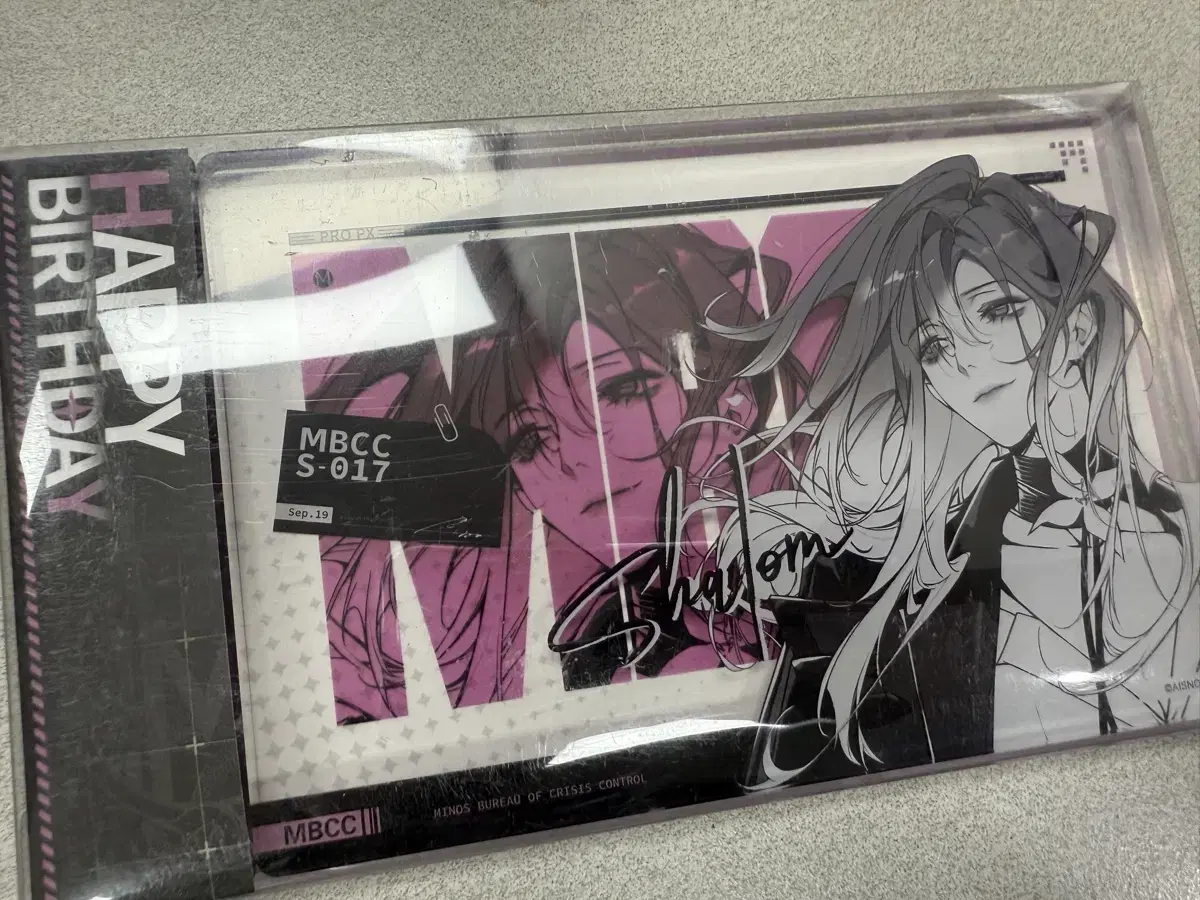 HAPPY
BIRTHDAY
PRO PX
M
MBCC
S-017
Sep.19
Shalom
©AISNO
MBCC
MINOS BUREAU OF CRISIS CONTROL